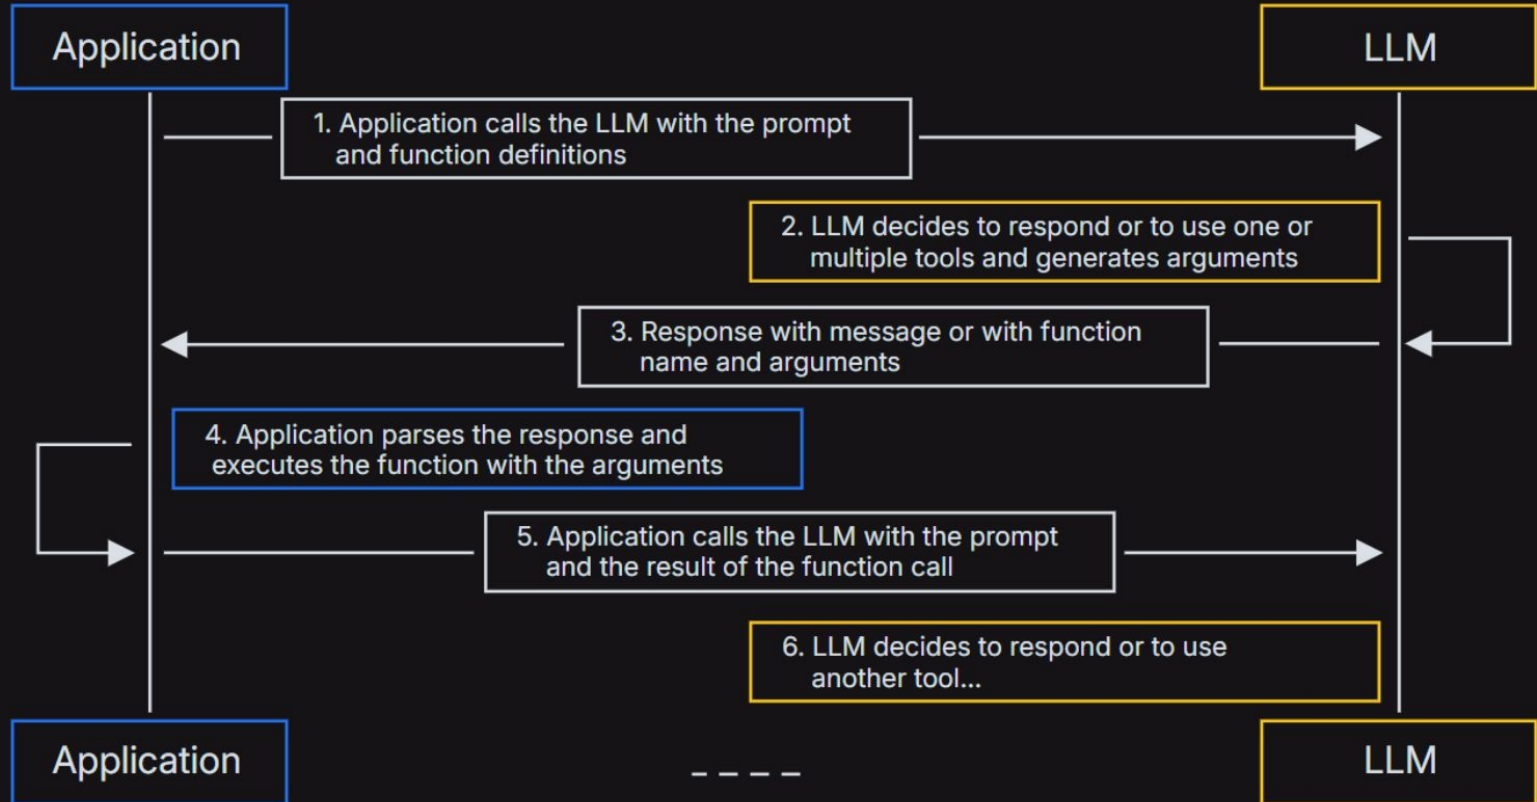 Application
LLM
1. Application calls the LLM with the prompt
and function definitions
2. LLM decides to respond or to use one or
multiple tools and generates arguments
3. Response with message or with function
name and arguments
4. Application parses the response and
executes the function with the arguments
5. Application calls the LLM with the prompt
and the result of the function call
6. LLM decides to respond or to use
another tool...
Application
LLM